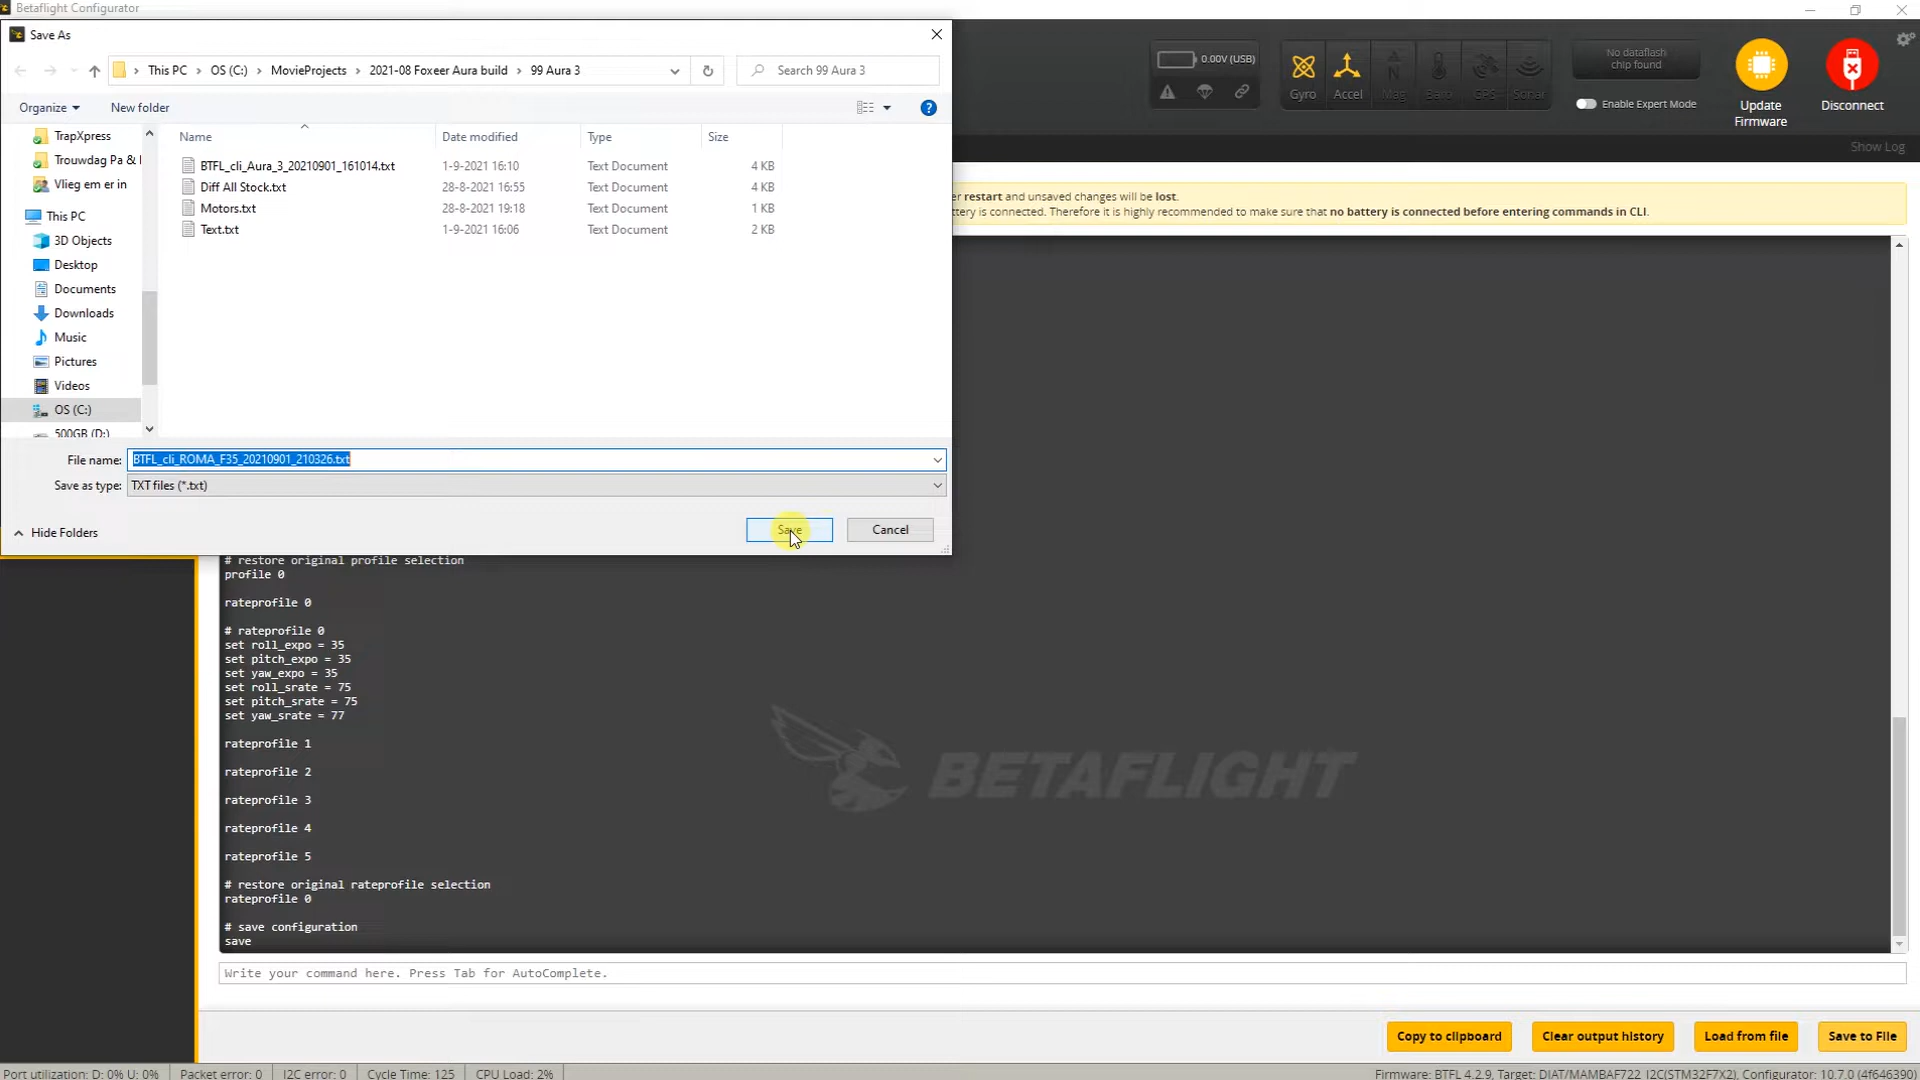 Betaflight Configurator
Save As
This PC > OS (C:) > MovieProjects > 2021-08 Foxeer Aura build > 99 Aura 3
Search 99 Aura 3
Organize
New folder
Name
Date modified
Type
Size
TrapXpress
Trouwdag Pa &
Vlieg em er in
This PC
3D Objects
Desktop
Documents
Downloads
Music
Pictures
Videos
OS (C:)
500GB (D:)
BTFL_cli_Aura_3_20210901_161014.txt 1-9-2021 16:10 Text Document 4 KB
Diff All Stock.txt 28-8-2021 16:55 Text Document 4 KB
Motors.txt 28-8-2021 19:18 Text Document 1 KB
Text.txt 1-9-2021 16:06 Text Document 2 KB
File name: BTFL_cli_ROMA_F35_20210901_210326.txt
Save as type: TXT files (*.txt)
Hide Folders
Save
Cancel
0.00V (USB)
Gyro
Accel
Mag
Baro
GPS
Sonar
No dataflash
chip found
Enable Expert Mode
Update
Firmware
Disconnect
Show Log
er restart and unsaved changes will be lost.
ttery is connected. Therefore it is highly recommended to make sure that no battery is connected before entering commands in CLI.
# restore original profile selection
profile 0
rateprofile 0
# rateprofile 0
set roll_expo = 35
set pitch_expo = 35
set yaw_expo = 35
set roll_srate = 75
set pitch_srate = 75
set yaw_srate = 77
rateprofile 1
rateprofile 2
rateprofile 3
rateprofile 4
rateprofile 5
# restore original rateprofile selection
rateprofile 0
# save configuration
save
BETAFLIGHT
Write your command here. Press Tab for AutoComplete.
Copy to clipboard
Clear output history
Load from file
Save to File
Port utilization: D: 0% U: 0%
Packet error: 0
I2C error: 0
Cycle Time: 125
CPU Load: 2%
Firmware: BTFL 4.2.9, Target: DIAT/MAMBAF722_I2C(STM32F7X2), Configurator: 10.7.0 (4f646390)